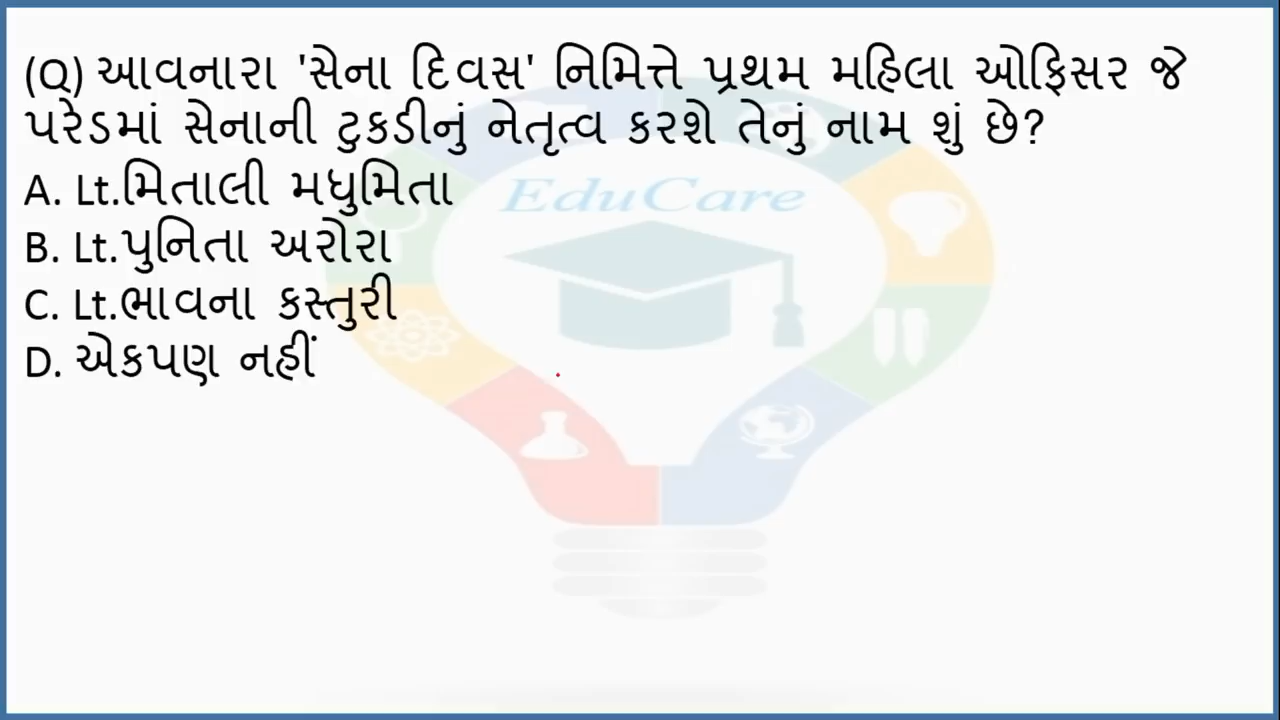 (Q) આવનારા 'સેના દિવસ' નિમિત્તે પ્રથમ મહિલા ઓફિસર જે
પરેડમાં સેનાની ટુકડીનું નેતૃત્વ કરશે તેનું નામ શું છે?
A. Lt.મિતાલી મધુમિતા
EduCare
B. Lt.પુનિતા અરોરા
C. Lt.ભાવના કસ્તુરી
D. એકપણ નહીં